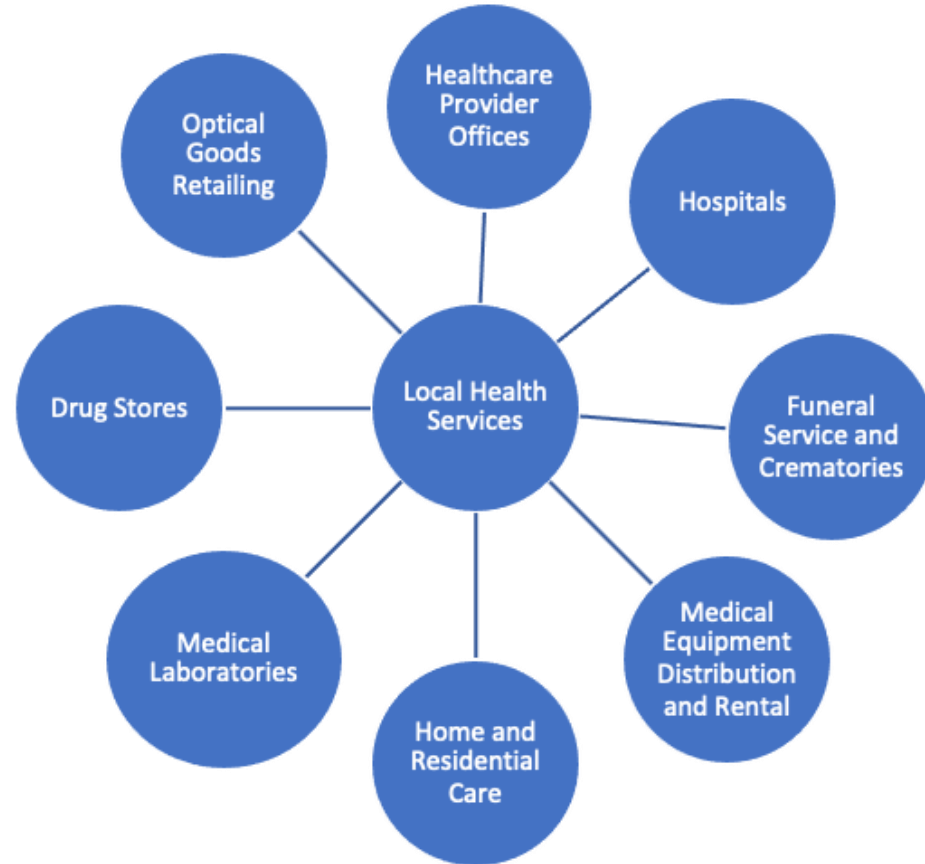 Healthcare
Provider
Offices
Optical
Goods
Retailing
Hospitals
Drug Stores
Local Health
Services
Funeral
Service and
Crematories
Medical
Laboratories
Medical
Equipment
Distribution
and Rental
Home and
Residential
Care